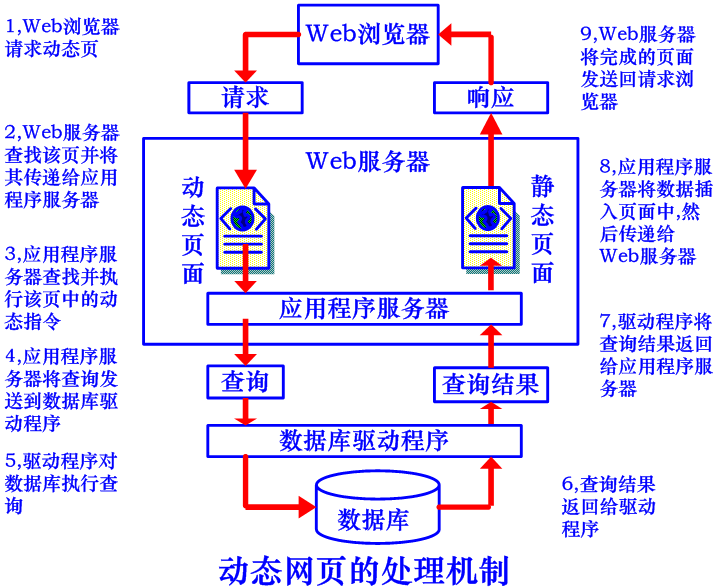 1,Web浏览器
请求动态页
Web浏览器
9,Web服务器
将完成的页面
发送回请求浏
览器
请求
响应
2,Web服务器
查找该页并将
其传递给应用
程序服务器
Web服务器
动态页面
静态页面
8,应用程序服
务器将数据插
入页面中,然
后传递给
Web服务器
3,应用程序服
务器查找并执
行该页中的动
态指令
应用程序服务器
7,驱动程序将
查询结果返回
给应用程序服
务器
4,应用程序服
务器将查询发
送到数据库驱
动程序
查询
查询结果
数据库驱动程序
5,驱动程序对
数据库执行查
询
数据库
6,查询结果
返回给驱动
程序
动态网页的处理机制